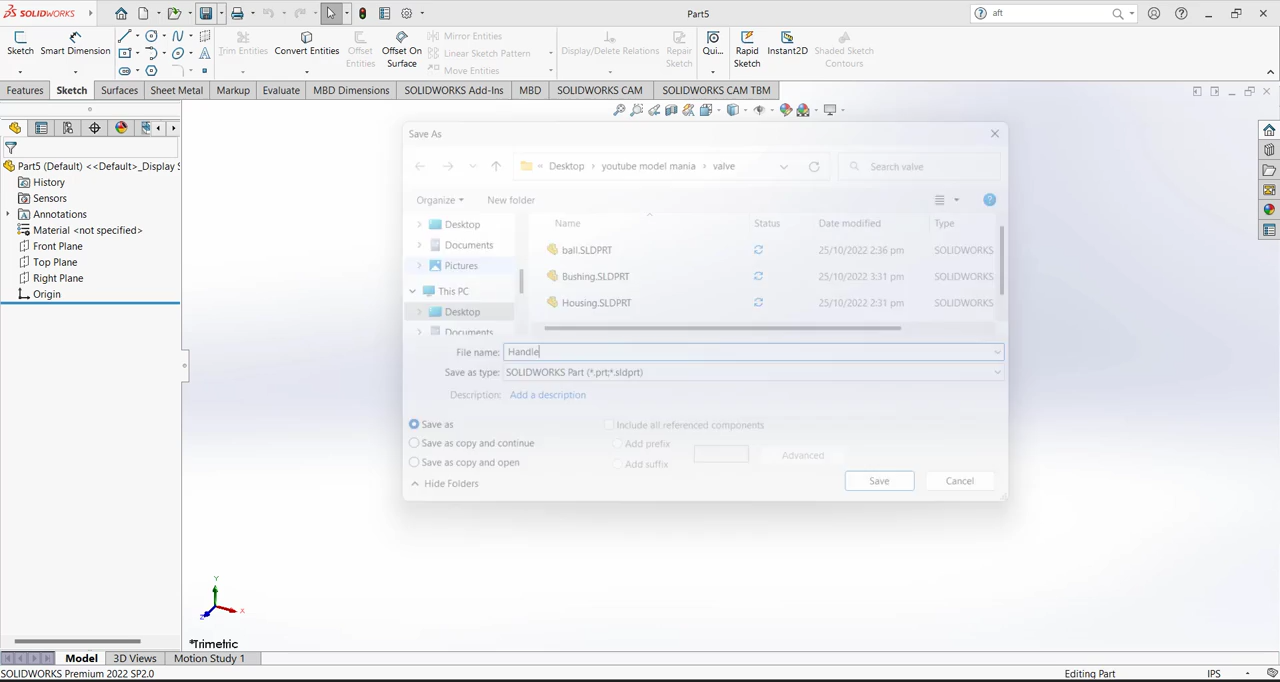 SOLIDWORKS
Part5
aft
Sketch
Smart Dimension
Trim Entities
Convert Entities
Offset Entities
Offset On Surface
Mirror Entities
Linear Sketch Pattern
Move Entities
Display/Delete Relations
Repair Sketch
Qui...
Rapid Sketch
Instant2D
Shaded Sketch Contours
Features
Sketch
Surfaces
Sheet Metal
Markup
Evaluate
MBD Dimensions
SOLIDWORKS Add-Ins
MBD
SOLIDWORKS CAM
SOLIDWORKS CAM TBM
Part5 (Default) <<Default>_Display S
History
Sensors
Annotations
Material <not specified>
Front Plane
Top Plane
Right Plane
Origin
Save As
« Desktop > youtube model mania > valve
Search valve
Organize
New folder
Desktop
Documents
Pictures
This PC
Desktop
Documents
Name Status Date modified Type
ball.SLDPRT 25/10/2022 2:36 pm SOLIDWORKS
Bushing.SLDPRT 25/10/2022 3:31 pm SOLIDWORKS
Housing.SLDPRT 25/10/2022 2:31 pm SOLIDWORKS
File name: Handle
Save as type: SOLIDWORKS Part (*.prt;*.sldprt)
Description: Add a description
Save as
Save as copy and continue
Save as copy and open
Include all referenced components
Add prefix
Add suffix
Advanced
Hide Folders
Save
Cancel
Y
X
Z
*Trimetric
Model
3D Views
Motion Study 1
SOLIDWORKS Premium 2022 SP2.0
Editing Part
IPS